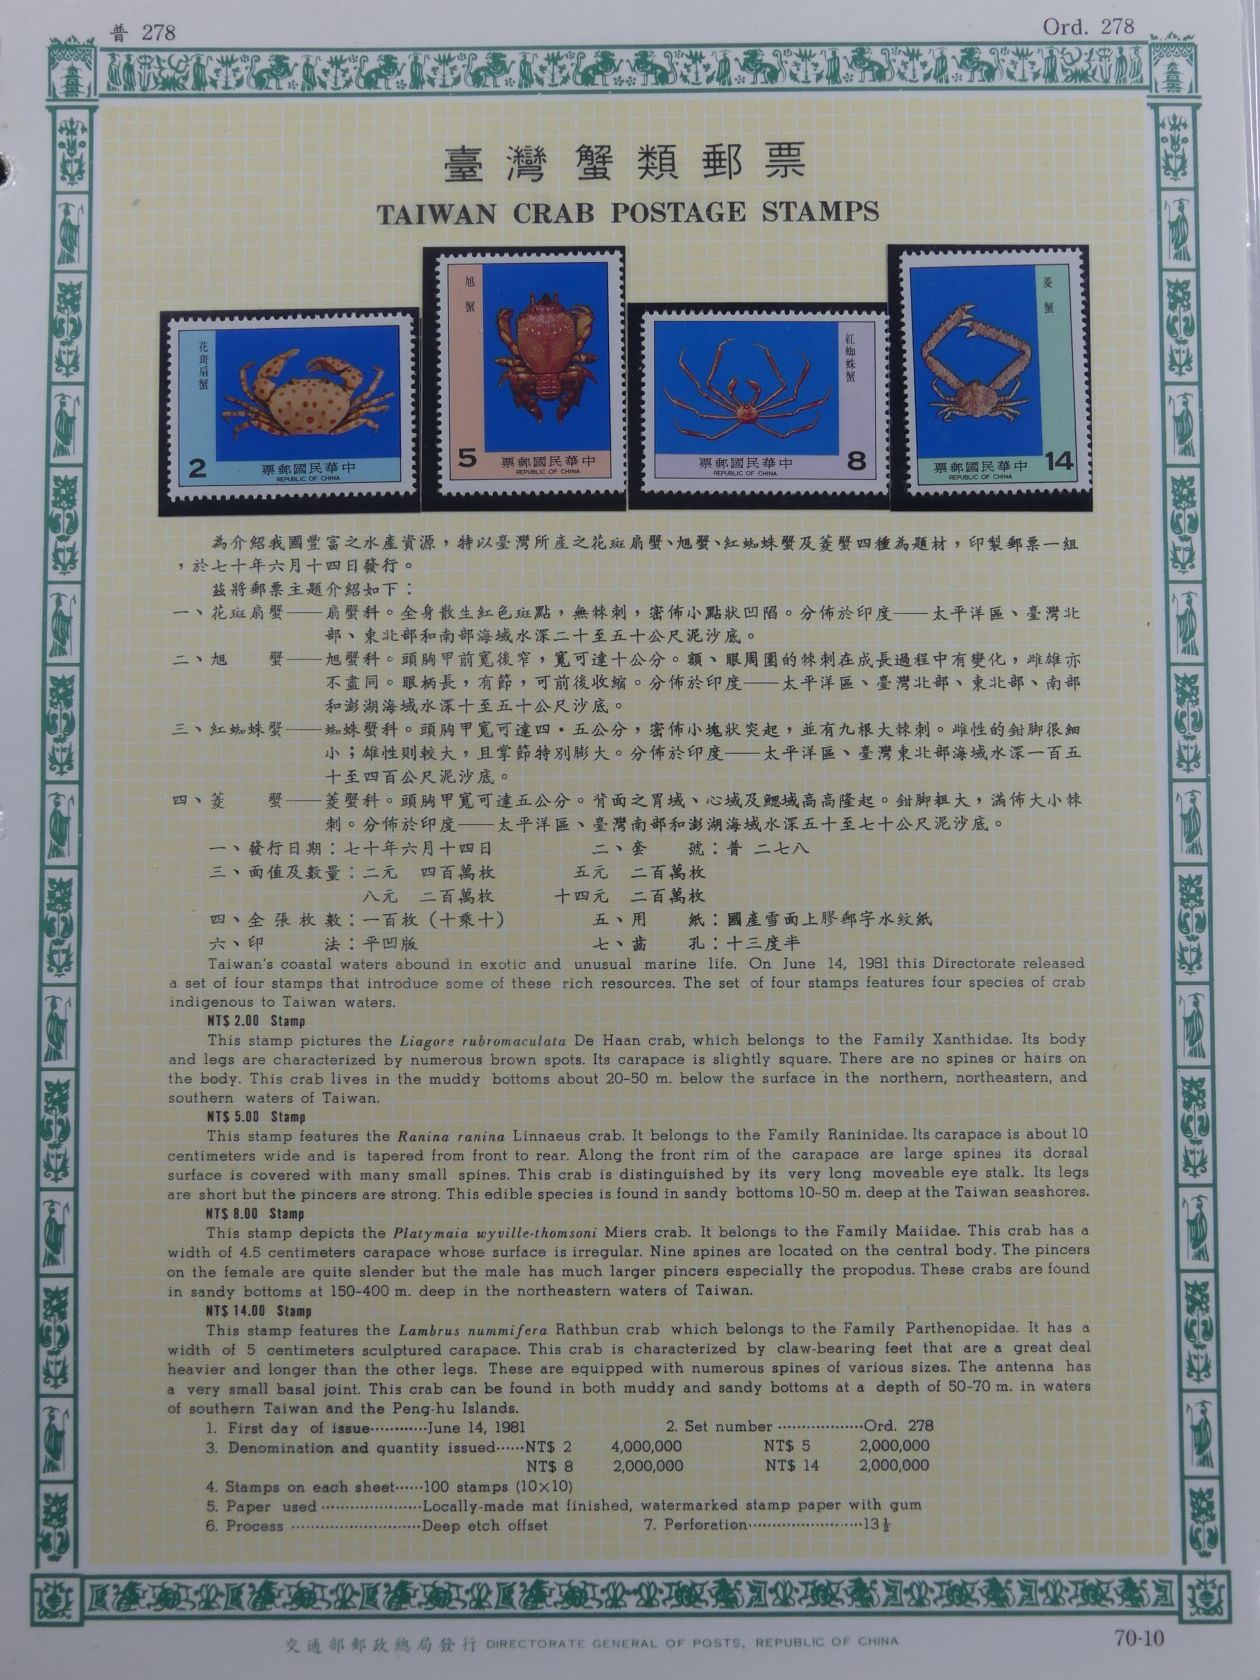 普 278
Ord. 278
臺灣蟹類郵票
TAIWAN CRAB POSTAGE STAMPS
花斑扇蟹
2
票郵國民華中
REPUBLIC OF CHINA
旭蟹
5
票郵國民華中
REPUBLIC OF CHINA
紅蜘蛛蟹
票郵國民華中
REPUBLIC OF CHINA
8
菱蟹
票郵國民華中
REPUBLIC OF CHINA
14
為介紹我國豐富之水產資源，特以臺灣所產之花斑扇蟹、旭蟹、紅蜘蛛蟹及菱蟹四種為題材，印製郵票一組
，於七十年六月十四日發行。
茲將郵票主題介紹如下：
一、花斑扇蟹——扇蟹科。全身散生紅色斑點，無棘刺，密佈小點狀凹陷。分佈於印度——太平洋區、臺灣北
部、東北部和南部海域水深二十至五十公尺泥沙底。
二、旭　　蟹——旭蟹科。頭胸甲前寬後窄，寬可達十公分。額、眼周圍的棘刺在成長過程中有變化，雌雄亦
不盡同。眼柄長，有節，可前後收縮。分佈於印度——太平洋區、臺灣北部、東北部、南部
和澎湖海域水深十至五十公尺泥沙底。
三、紅蜘蛛蟹——蜘蛛蟹科。頭胸甲寬可達四・五公分，密佈小塊狀突起，並有九根大棘刺。雌性的鉗脚很細
小；雄性則較大，且掌節特別膨大。分佈於印度——太平洋區、臺灣東北部海域水深一百五
十至四百公尺泥沙底。
四、菱　　蟹——菱蟹科。頭胸甲寬可達五公分。背面之胃域、心域及鰓域高高隆起。鉗脚粗大，滿佈大小棘
刺。分佈於印度——太平洋區、臺灣南部和澎湖海域水深五十至七十公尺泥沙底。
一、發行日期：七十年六月十四日　　二、套　　號：普 二七八
三、面值及數量：二元　四百萬枚　　五元　二百萬枚
八元　二百萬枚　　十四元　二百萬枚
四、全張枚數：一百枚（十乘十）　　五、用　　紙：國產雪面上膠郵字水紋紙
六、印　　法：平凹版　　七、齒　　孔：十三度半
Taiwan's coastal waters abound in exotic and unusual marine life. On June 14, 1981 this Directorate released
a set of four stamps that introduce some of these rich resources. The set of four stamps features four species of crab
indigenous to Taiwan waters.
NT$ 2.00 Stamp
This stamp pictures the Liagore rubromaculata De Haan crab, which belongs to the Family Xanthidae. Its body
and legs are characterized by numerous brown spots. Its carapace is slightly square. There are no spines or hairs on
the body. This crab lives in the muddy bottoms about 20-50 m. below the surface in the northern, northeastern, and
southern waters of Taiwan.
NT$ 5.00 Stamp
This stamp features the Ranina ranina Linnaeus crab. It belongs to the Family Raninidae. Its carapace is about 10
centimeters wide and is tapered from front to rear. Along the front rim of the carapace are large spines its dorsal
surface is covered with many small spines. This crab is distinguished by its very long moveable eye stalk. Its legs
are short but the pincers are strong. This edible species is found in sandy bottoms 10-50 m. deep at the Taiwan seashores.
NT$ 8.00 Stamp
This stamp depicts the Platymaia wyville-thomsoni Miers crab. It belongs to the Family Maiidae. This crab has a
width of 4.5 centimeters carapace whose surface is irregular. Nine spines are located on the central body. The pincers
on the female are quite slender but the male has much larger pincers especially the propodus. These crabs are found
in sandy bottoms at 150-400 m. deep in the northeastern waters of Taiwan.
NT$ 14.00 Stamp
This stamp features the Lambrus nummifera Rathbun crab which belongs to the Family Parthenopidae. It has a
width of 5 centimeters sculptured carapace. This crab is characterized by claw-bearing feet that are a great deal
heavier and longer than the other legs. These are equipped with numerous spines of various sizes. The antenna has
a very small basal joint. This crab can be found in both muddy and sandy bottoms at a depth of 50-70 m. in waters
of southern Taiwan and the Peng-hu Islands.
1. First day of issue············June 14, 1981　2. Set number ·················Ord. 278
3. Denomination and quantity issued······NT$ 2　4,000,000　NT$ 5　2,000,000
NT$ 8　2,000,000　NT$ 14　2,000,000
4. Stamps on each sheet······100 stamps (10×10)
5. Paper used ····················Locally-made mat finished, watermarked stamp paper with gum
6. Process ··························Deep etch offset　7. Perforation·······················13½
交通部郵政總局發行 DIRECTORATE GENERAL OF POSTS, REPUBLIC OF CHINA
70-10